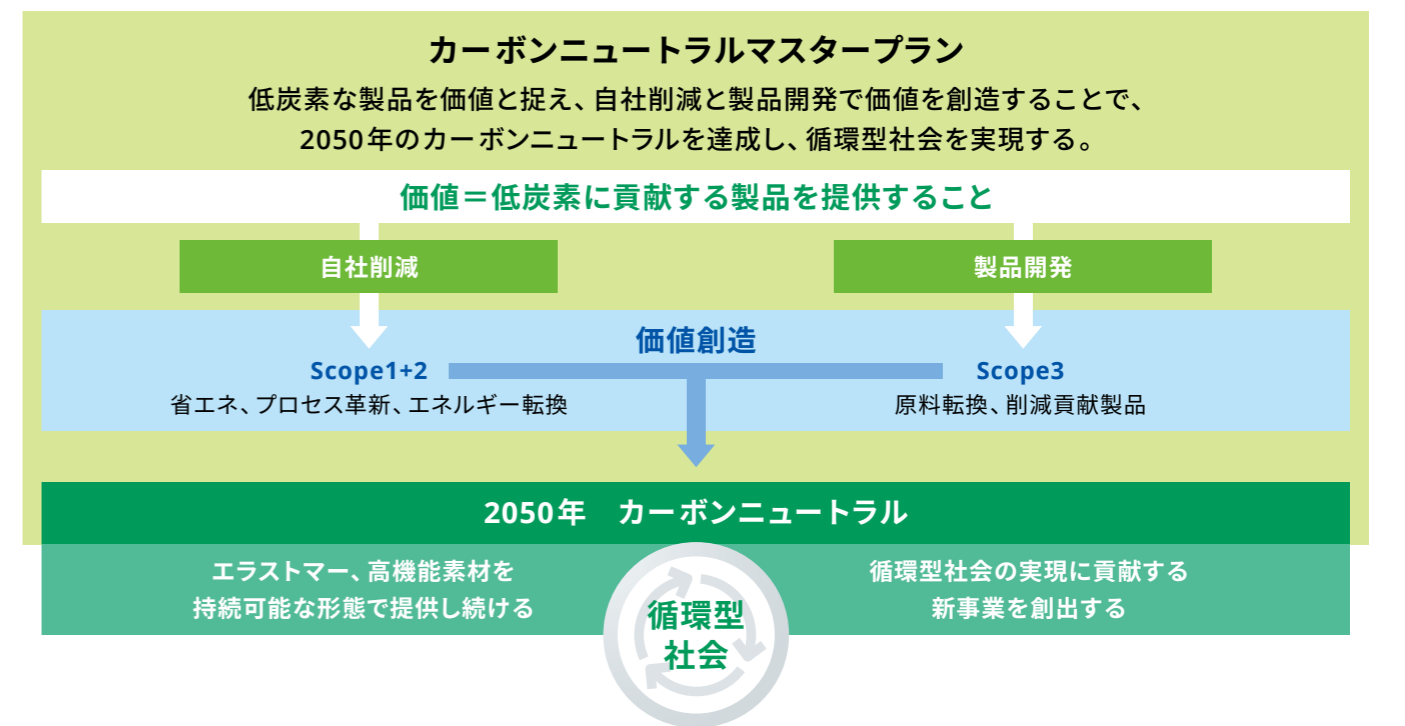 カーボンニュートラルマスタープラン
低炭素な製品を価値と捉え、自社削減と製品開発で価値を創造することで、
2050年のカーボンニュートラルを達成し、循環型社会を実現する。
価値＝低炭素に貢献する製品を提供すること
自社削減
製品開発
価値創造
Scope1+2
省エネ、プロセス革新、エネルギー転換
Scope3
原料転換、削減貢献製品
2050年　カーボンニュートラル
エラストマー、高機能素材を
持続可能な形態で提供し続ける
循環型社会の実現に貢献する
新事業を創出する
循環型
社会